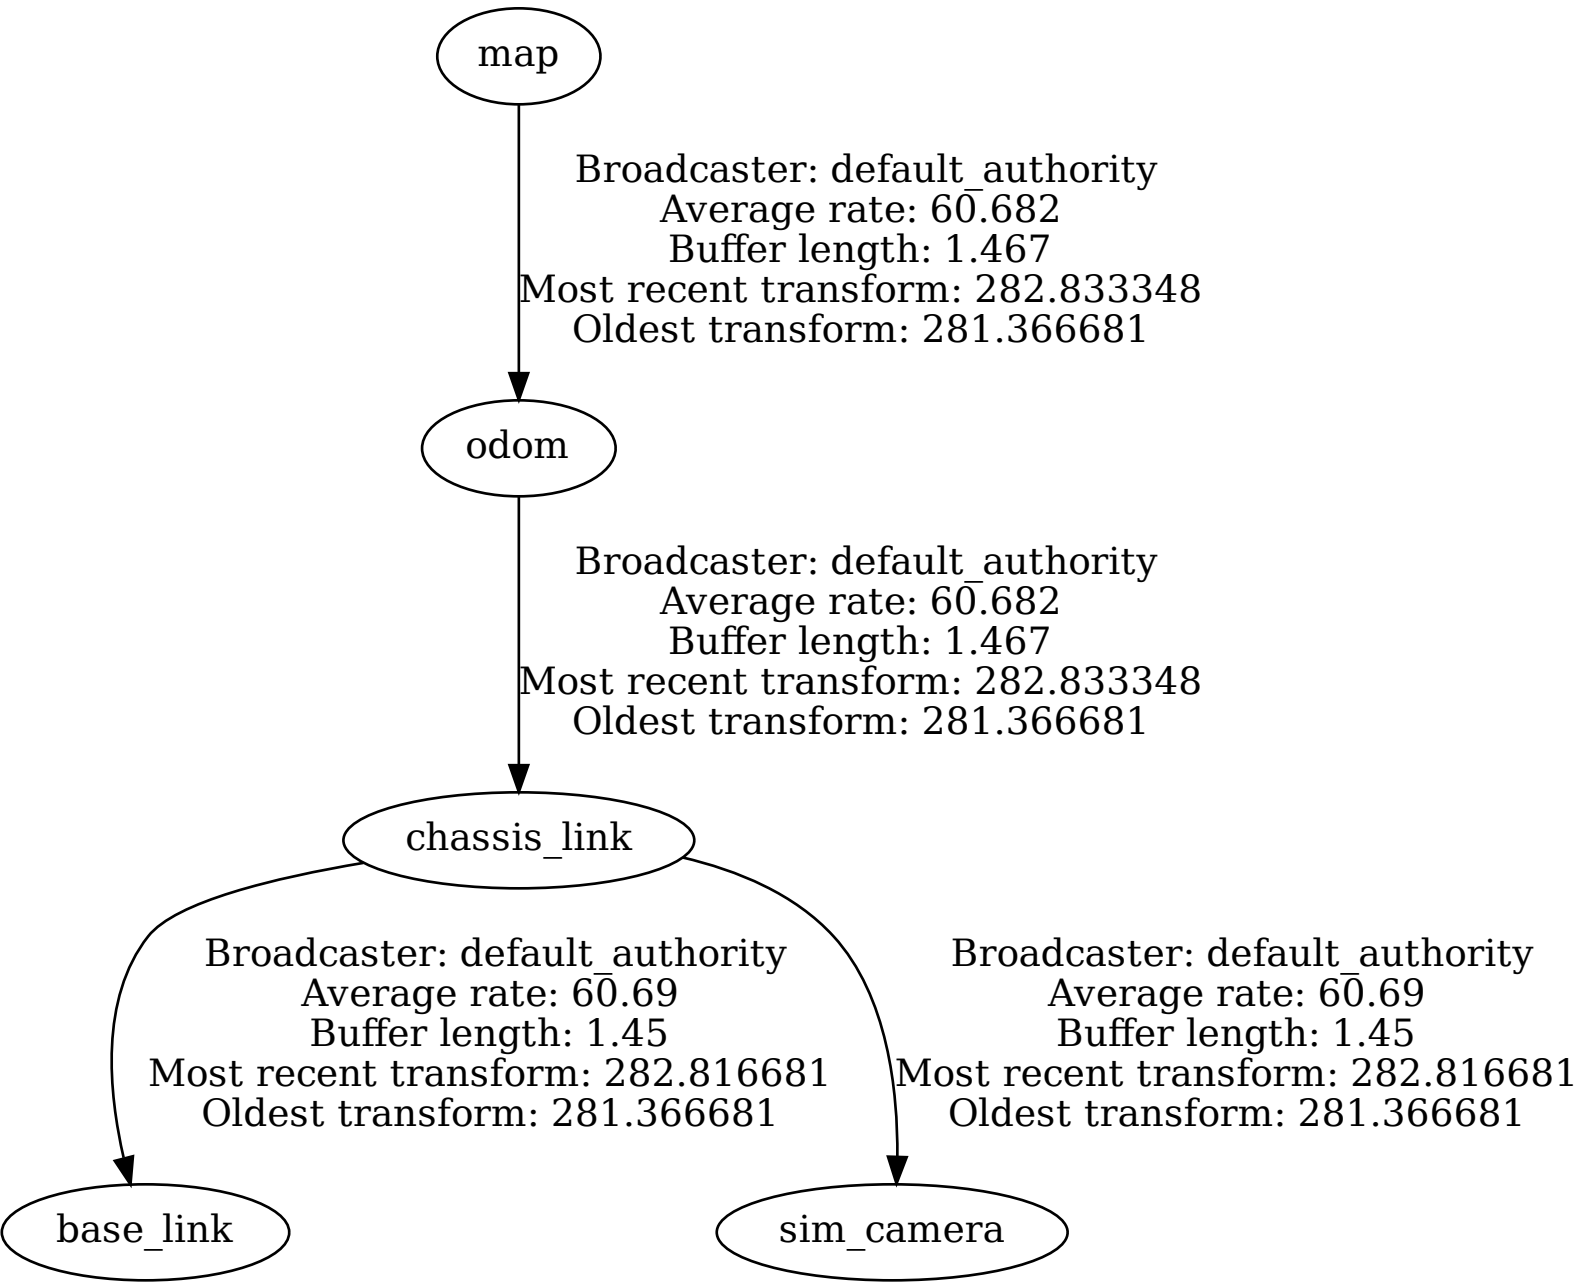 map
Broadcaster: default_authority
Average rate: 60.682
Buffer length: 1.467
Most recent transform: 282.833348
Oldest transform: 281.366681
odom
Broadcaster: default_authority
Average rate: 60.682
Buffer length: 1.467
Most recent transform: 282.833348
Oldest transform: 281.366681
chassis_link
Broadcaster: default_authority
Average rate: 60.69
Buffer length: 1.45
Most recent transform: 282.816681
Oldest transform: 281.366681
Broadcaster: default_authority
Average rate: 60.69
Buffer length: 1.45
Most recent transform: 282.816681
Oldest transform: 281.366681
base_link
sim_camera